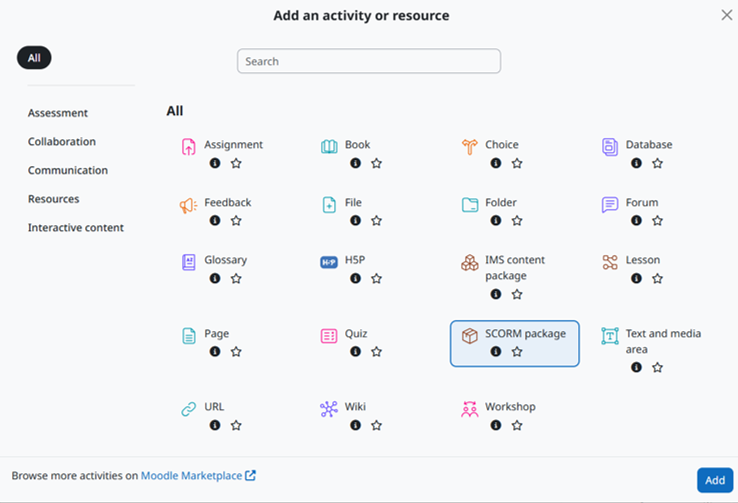 Add an activity or resource
All
Search
Assessment
Collaboration
Communication
Resources
Interactive content
All
Assignment
Book
Choice
Database
Feedback
File
Folder
Forum
Glossary
H5P
H5P
IMS content
package
Lesson
Page
Quiz
SCORM package
Text and media
area
URL
Wiki
Workshop
Browse more activities on Moodle Marketplace
Add